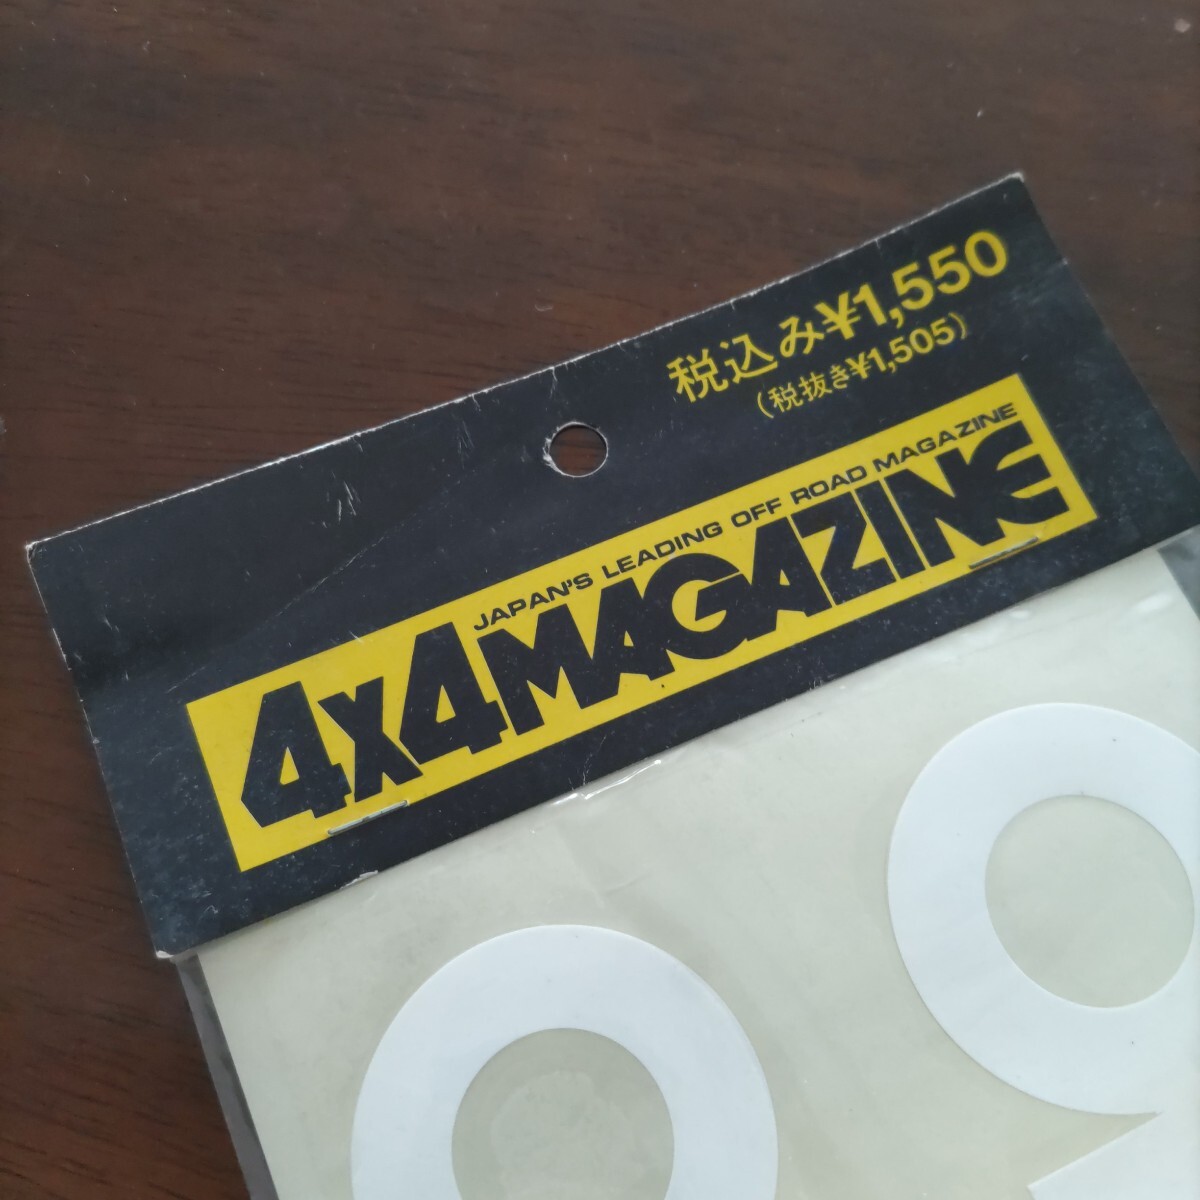 税込み¥1,550
(税抜き¥1,505)
JAPAN'S LEADING OFF ROAD MAGAZINE
4x4MAGAZINE